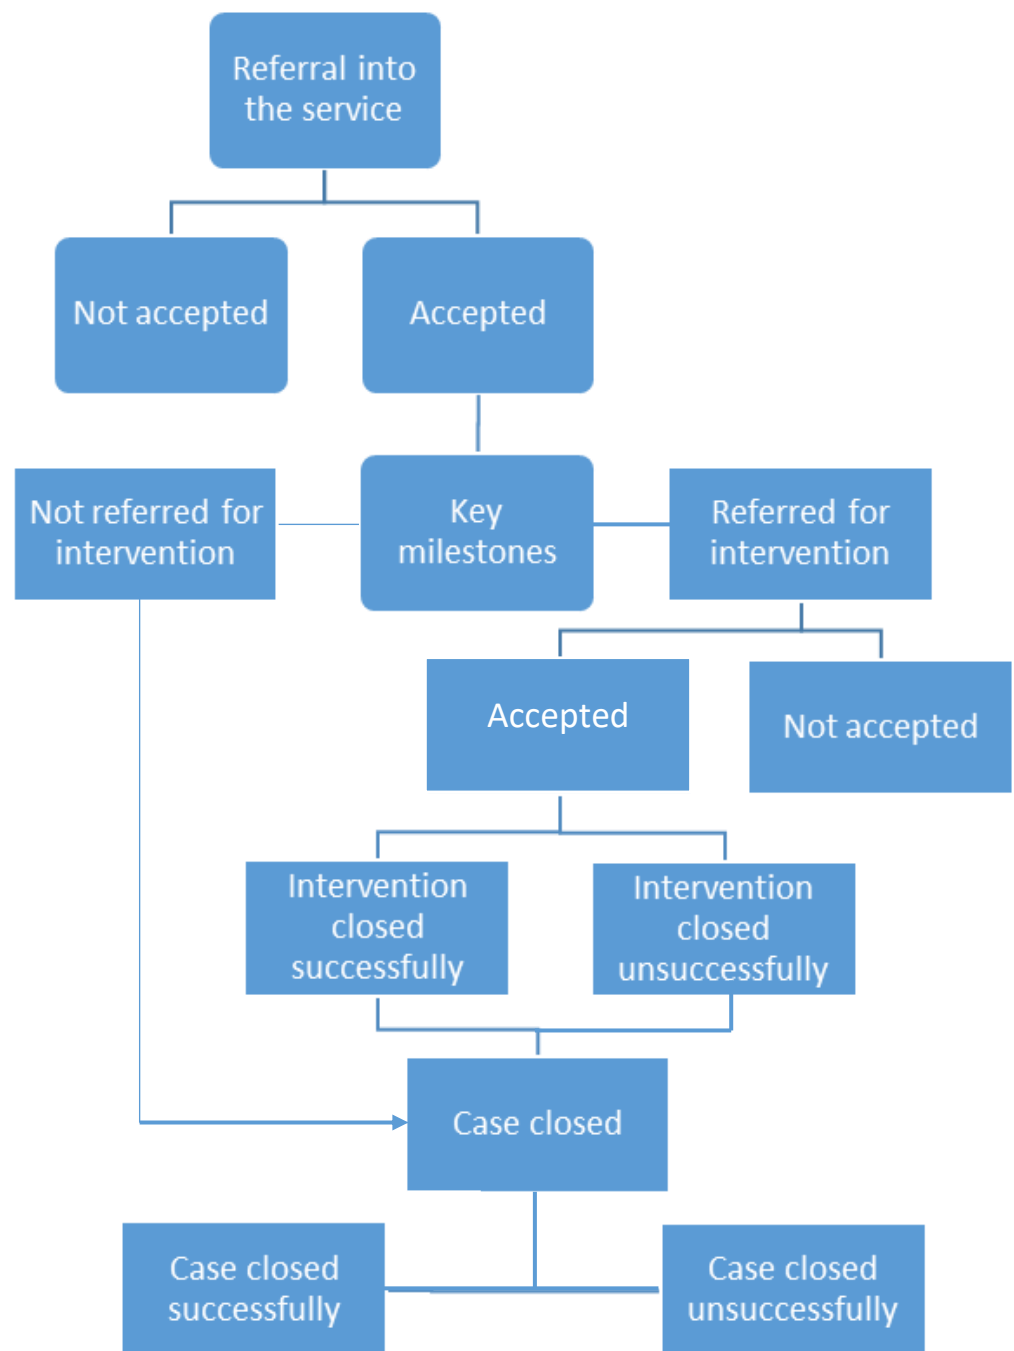 Referral into
the service
Not accepted
Accepted
Not referred for
intervention
Key
milestones
Referred for
intervention
Accepted
Not accepted
Intervention
closed
successfully
Intervention
closed
unsuccessfully
Case closed
Case closed
successfully
Case closed
unsuccessfully